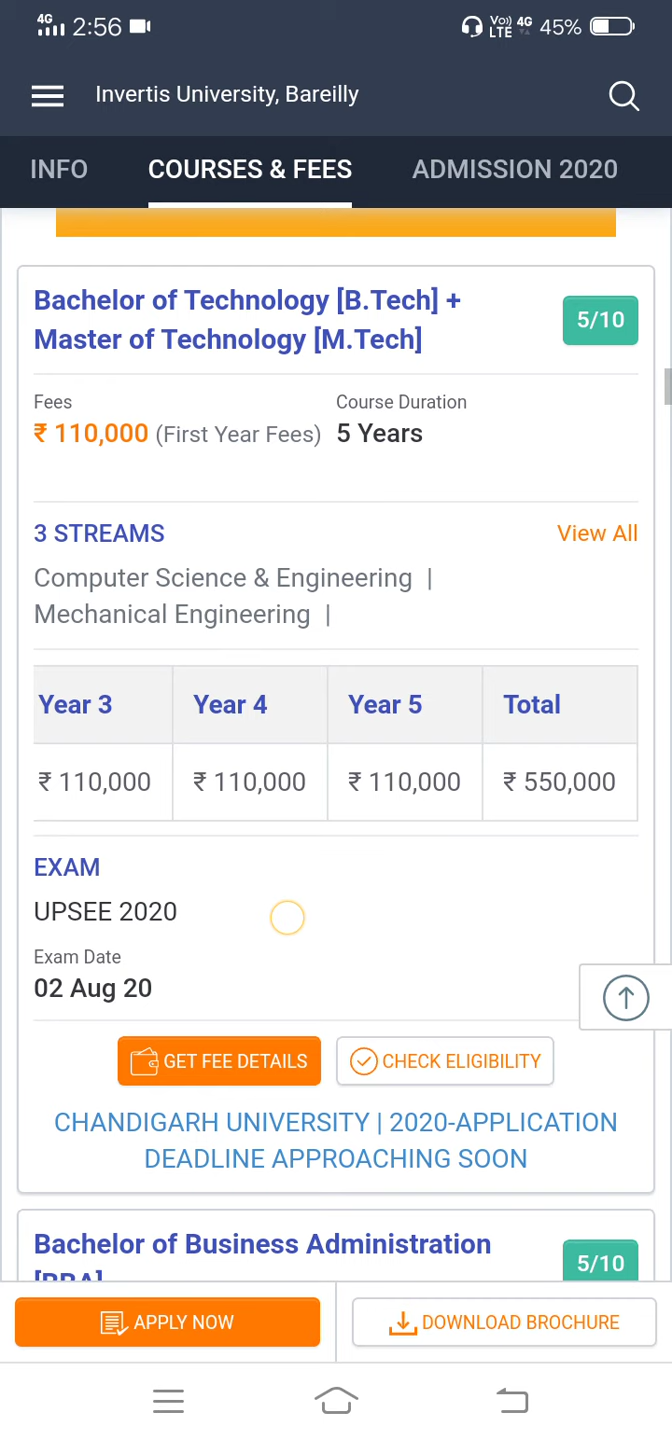 4G 2:56 Vo)) LTE 4G 45%
Invertis University, Bareilly
INFO COURSES & FEES ADMISSION 2020
Bachelor of Technology [B.Tech] +
Master of Technology [M.Tech]
5/10
Fees Course Duration
₹ 110,000 (First Year Fees) 5 Years
3 STREAMS View All
Computer Science & Engineering |
Mechanical Engineering |
Year 3 Year 4 Year 5 Total
₹ 110,000 ₹ 110,000 ₹ 110,000 ₹ 550,000
EXAM
UPSEE 2020
Exam Date
02 Aug 20
GET FEE DETAILS CHECK ELIGIBILITY
CHANDIGARH UNIVERSITY | 2020-APPLICATION
DEADLINE APPROACHING SOON
Bachelor of Business Administration
[BBA]
5/10
APPLY NOW DOWNLOAD BROCHURE